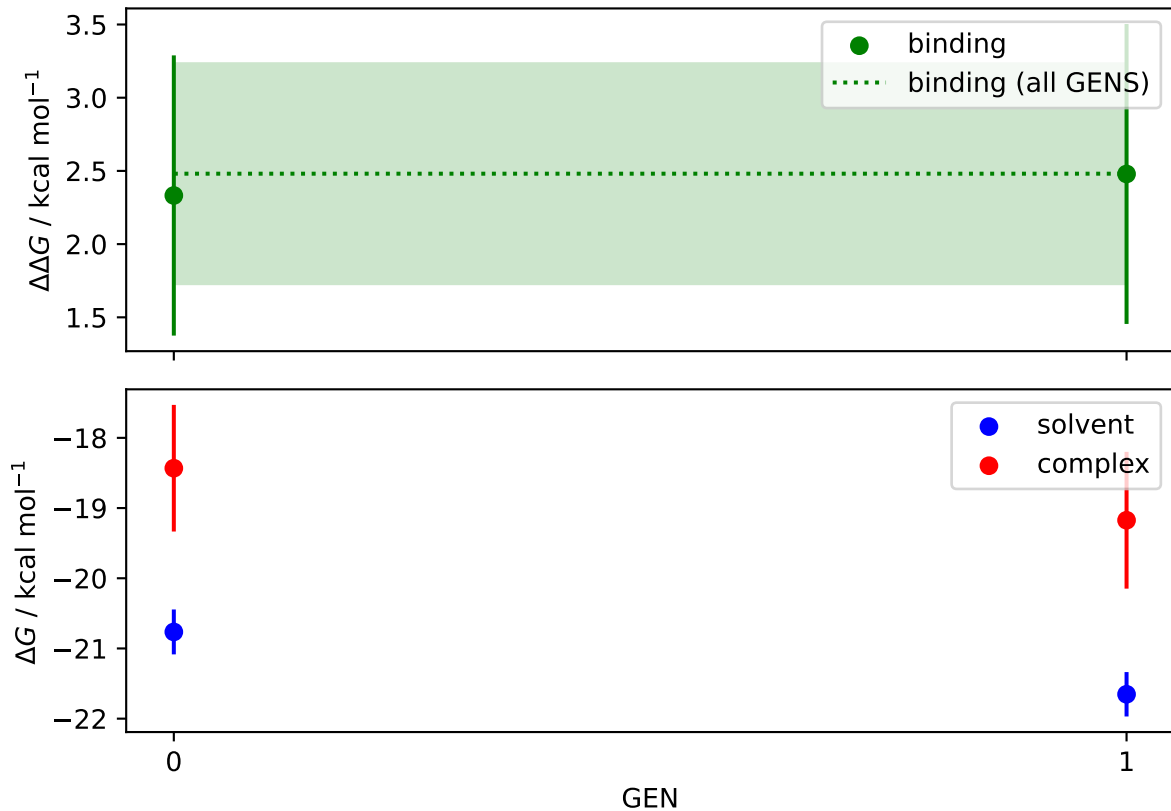 3.5
3.0
2.5
2.0
1.5
ΔΔG / kcal mol⁻¹
binding
binding (all GENS)
−18
−19
−20
−21
−22
ΔG / kcal mol⁻¹
solvent
complex
0
1
GEN